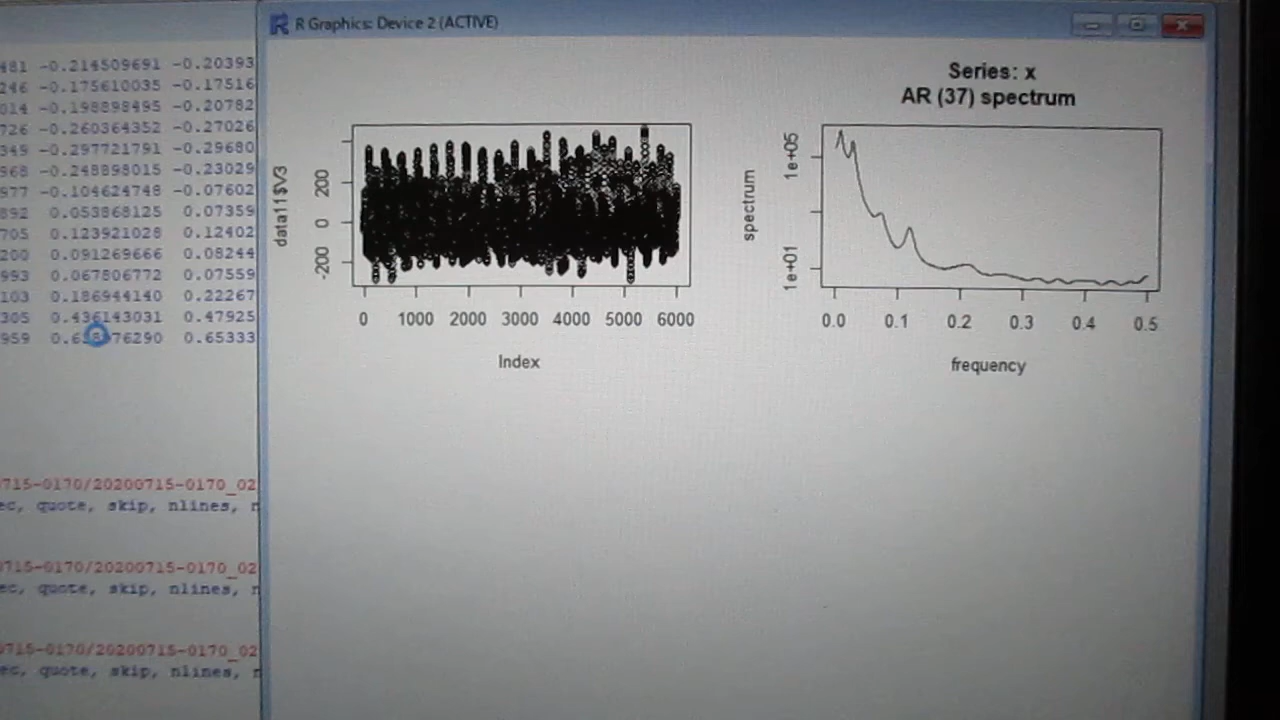 R Graphics: Device 2 (ACTIVE)
481 -0.214509691 -0.20393
246 -0.175610035 -0.17516
014 -0.198898495 -0.20782
726 -0.260364352 -0.27026
349 -0.297721791 -0.29680
968 -0.248898015 -0.23029
977 -0.104624748 -0.07602
892 0.053868125 0.07359
705 0.123921028 0.12402
200 0.091269666 0.08244
993 0.067806772 0.07559
103 0.186944140 0.22267
305 0.436143031 0.47925
959 0.65333
0715-0170/20200715-0170_02
ec, quote, skip, nlines, n
0715-0170/20200715-0170_02
ec, quote, skip, nlines, n
0715-0170/20200715-0170_02
ec, quote, skip, nlines, n
data11$V3
200
0
-200
0 1000 2000 3000 4000 5000 6000
Index
Series: x
AR (37) spectrum
spectrum
1e+05
1e+01
0.0 0.1 0.2 0.3 0.4 0.5
frequency